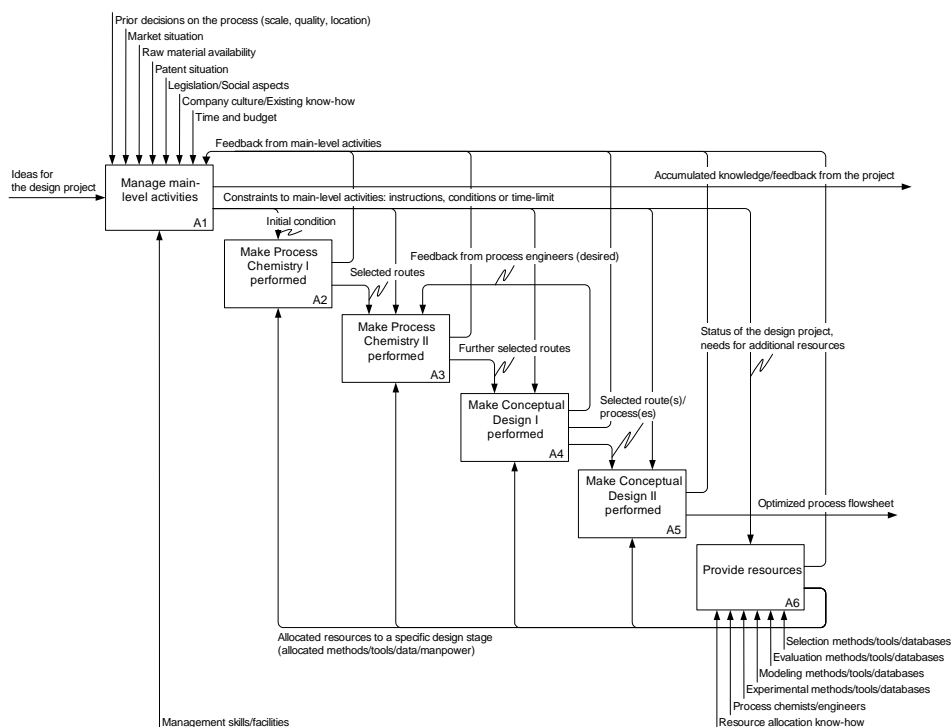 Prior decisions on the process (scale, quality, location)
Market situation
Raw material availability
Patent situation
Legislation/Social aspects
Company culture/Existing know-how
Time and budget
Feedback from main-level activities
Ideas for
the design project
Manage main-
level activities
A1
Accumulated knowledge/feedback from the project
Constraints to main-level activities: instructions, conditions or time-limit
Initial condition
Make Process
Chemistry I
performed
A2
Feedback from process engineers (desired)
Selected routes
Make Process
Chemistry II
performed
A3
Status of the design project,
needs for additional resources
Further selected routes
Make Conceptual
Design I
performed
A4
Selected route(s)/
process(es)
Make Conceptual
Design II
performed
A5
Optimized process flowsheet
Provide resources
A6
Allocated resources to a specific design stage
(allocated methods/tools/data/manpower)
Selection methods/tools/databases
Evaluation methods/tools/databases
Modeling methods/tools/databases
Experimental methods/tools/databases
Process chemists/engineers
Management skills/facilities
Resource allocation know-how